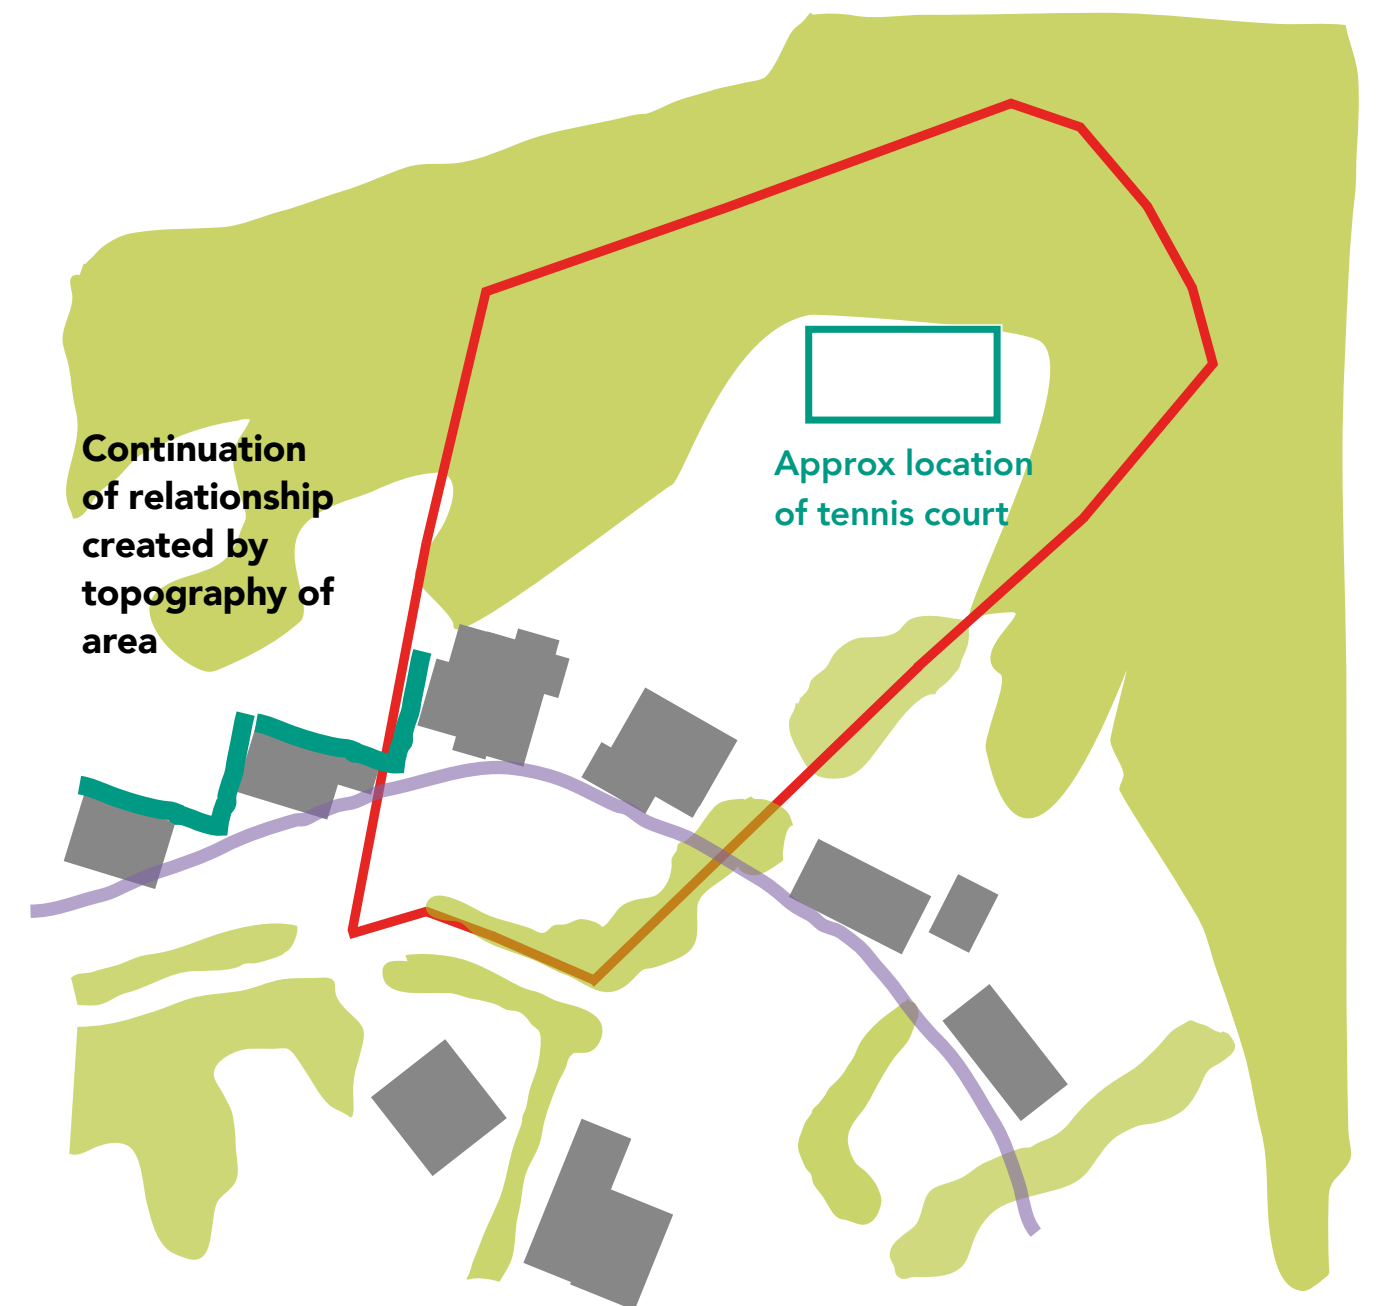 Continuation
of relationship
created by
topography of
area
Approx location
of tennis court